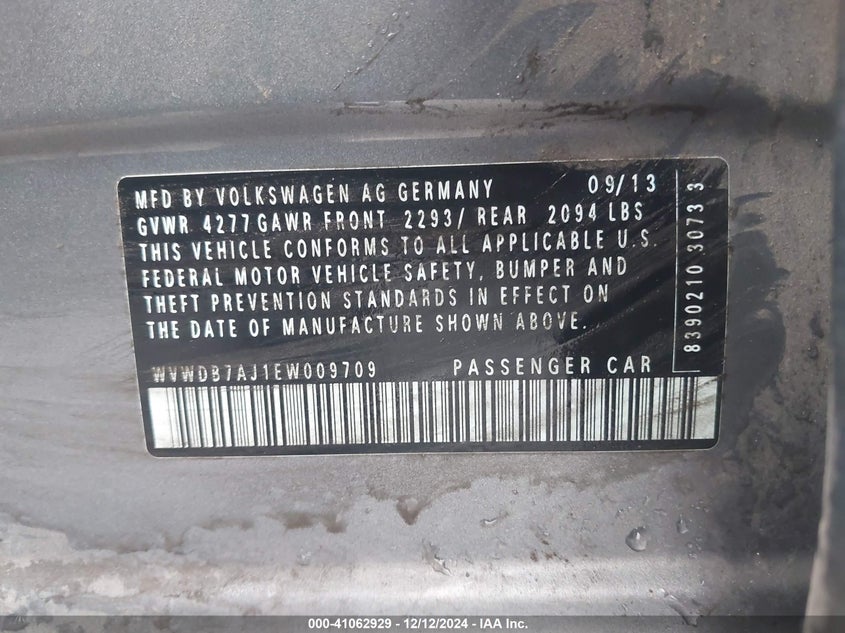 MFD BY VOLKSWAGEN AG GERMANY 09/13
GVWR 4277 GAWR FRONT 2293/ REAR 2094 LBS
THIS VEHICLE CONFORMS TO ALL APPLICABLE U.S.
FEDERAL MOTOR VEHICLE SAFETY, BUMPER AND
THEFT PREVENTION STANDARDS IN EFFECT ON
THE DATE OF MANUFACTURE SHOWN ABOVE.
WVWDB7AJ1EW009709 PASSENGER CAR
8390210 30733
000-41062929 - 12/12/2024 - IAA Inc.